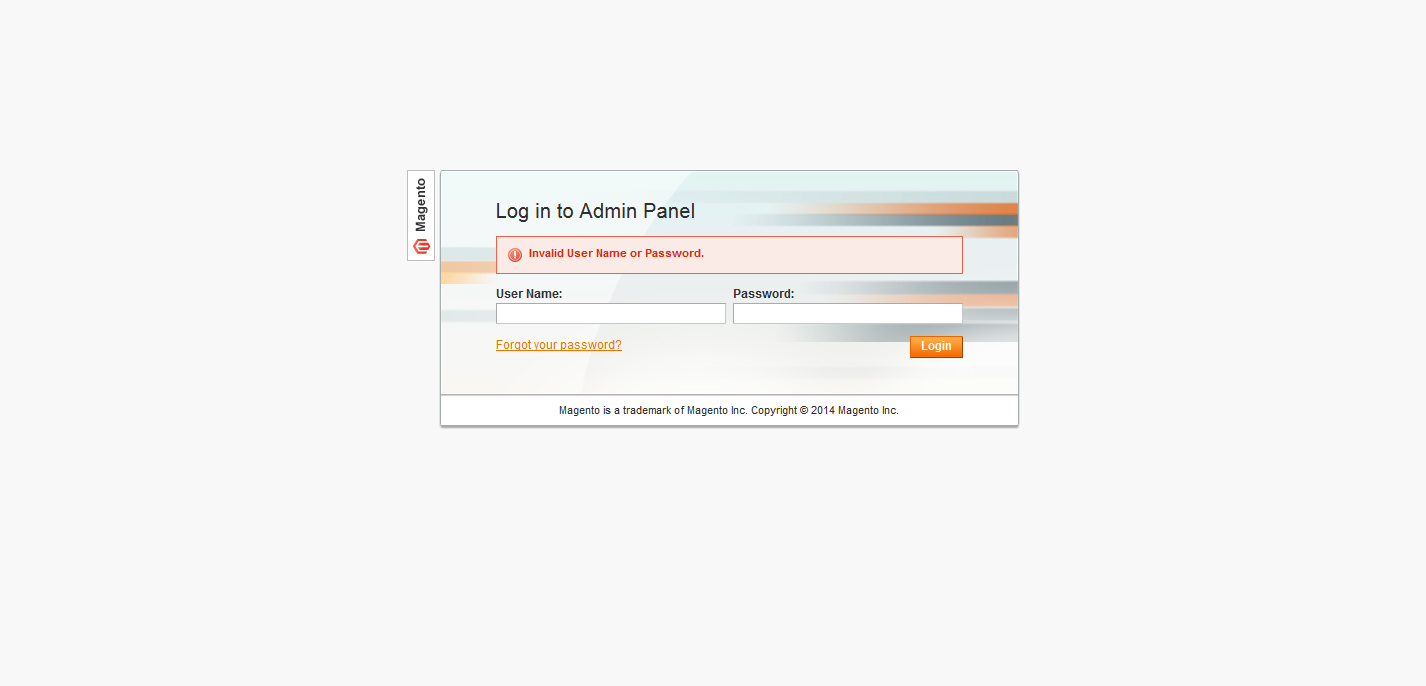 Magento
Log in to Admin Panel
Invalid User Name or Password.
User Name: Password:
Forgot your password? Login
Magento is a trademark of Magento Inc. Copyright © 2014 Magento Inc.